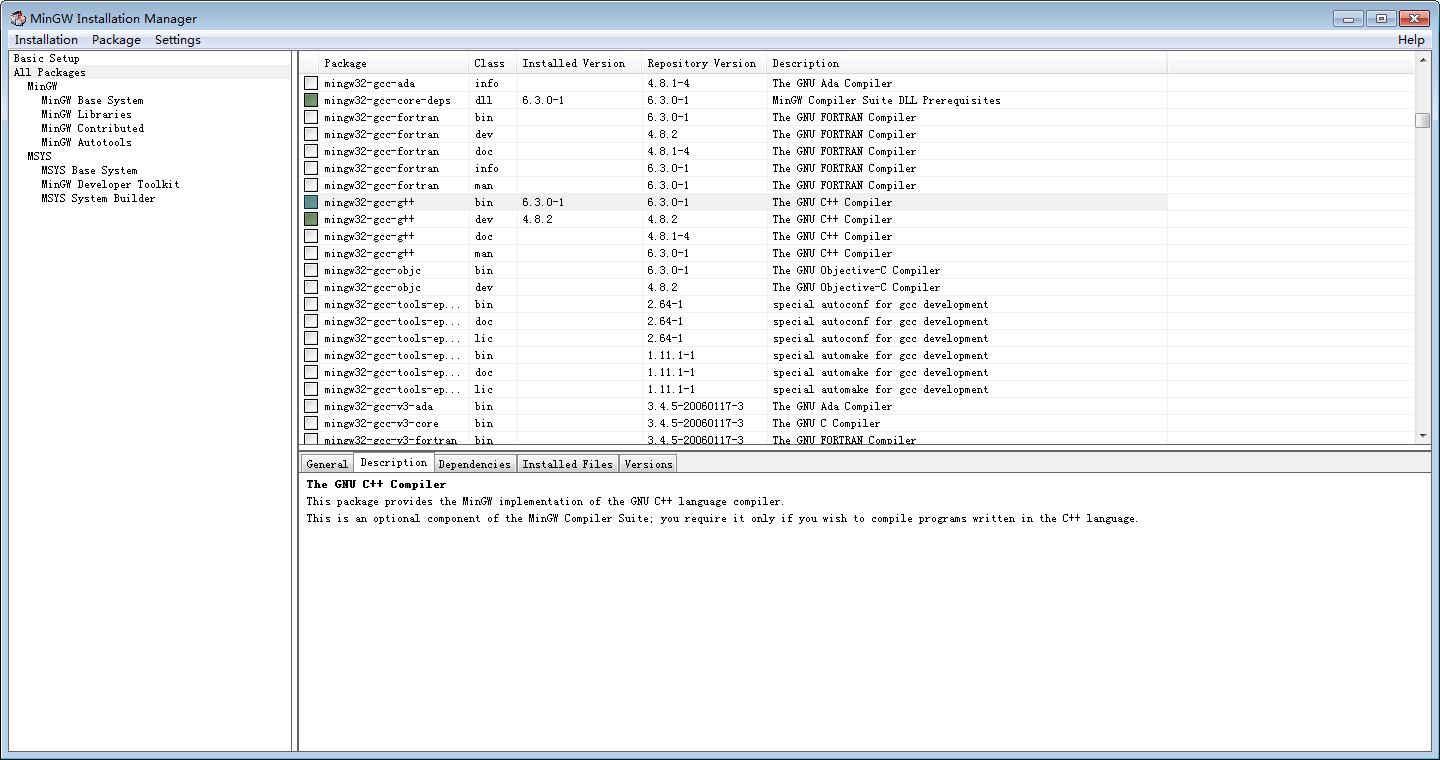 MinGW Installation Manager
Installation Package Settings Help
Basic Setup
All Packages
MinGW
MinGW Base System
MinGW Libraries
MinGW Contributed
MinGW Autotools
MSYS
MSYS Base System
MinGW Developer Toolkit
MSYS System Builder
Package Class Installed Version Repository Version Description
mingw32-gcc-ada info 4.8.1-4 The GNU Ada Compiler
mingw32-gcc-core-deps dll 6.3.0-1 6.3.0-1 MinGW Compiler Suite DLL Prerequisites
mingw32-gcc-fortran bin 6.3.0-1 The GNU FORTRAN Compiler
mingw32-gcc-fortran dev 4.8.2 The GNU FORTRAN Compiler
mingw32-gcc-fortran doc 4.8.1-4 The GNU FORTRAN Compiler
mingw32-gcc-fortran info 6.3.0-1 The GNU FORTRAN Compiler
mingw32-gcc-fortran man 6.3.0-1 The GNU FORTRAN Compiler
mingw32-gcc-g++ bin 6.3.0-1 6.3.0-1 The GNU C++ Compiler
mingw32-gcc-g++ dev 4.8.2 4.8.2 The GNU C++ Compiler
mingw32-gcc-g++ doc 4.8.1-4 The GNU C++ Compiler
mingw32-gcc-g++ man 6.3.0-1 The GNU C++ Compiler
mingw32-gcc-objc bin 6.3.0-1 The GNU Objective-C Compiler
mingw32-gcc-objc dev 4.8.2 The GNU Objective-C Compiler
mingw32-gcc-tools-ep... bin 2.64-1 special autoconf for gcc development
mingw32-gcc-tools-ep... doc 2.64-1 special autoconf for gcc development
mingw32-gcc-tools-ep... lic 2.64-1 special autoconf for gcc development
mingw32-gcc-tools-ep... bin 1.11.1-1 special automake for gcc development
mingw32-gcc-tools-ep... doc 1.11.1-1 special automake for gcc development
mingw32-gcc-tools-ep... lic 1.11.1-1 special automake for gcc development
mingw32-gcc-v3-ada bin 3.4.5-20060117-3 The GNU Ada Compiler
mingw32-gcc-v3-core bin 3.4.5-20060117-3 The GNU C Compiler
mingw32-gcc-v3-fortran bin 3.4.5-20060117-3 The GNU FORTRAN Compiler
General Description Dependencies Installed Files Versions
The GNU C++ Compiler
This package provides the MinGW implementation of the GNU C++ language compiler.
This is an optional component of the MinGW Compiler Suite; you require it only if you wish to compile programs written in the C++ language.